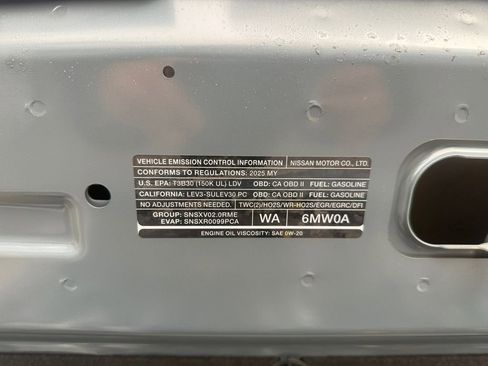 VEHICLE EMISSION CONTROL INFORMATION NISSAN MOTOR CO., LTD.
CONFORMS TO REGULATIONS: 2025 MY
U.S. EPA: T3B30 (150K UL) LDV OBD: CA OBD II FUEL: GASOLINE
CALIFORNIA: LEV3-SULEV30 PC OBD: CA OBD II FUEL: GASOLINE
NO ADJUSTMENTS NEEDED. TWC(2)/HO2S/WR-HO2S/EGR/EGRC/DFI
GROUP: SNSXV02.0RME WA 6MW0A
EVAP: SNSXR0099PCA
ENGINE OIL VISCOSITY: SAE 0W-20